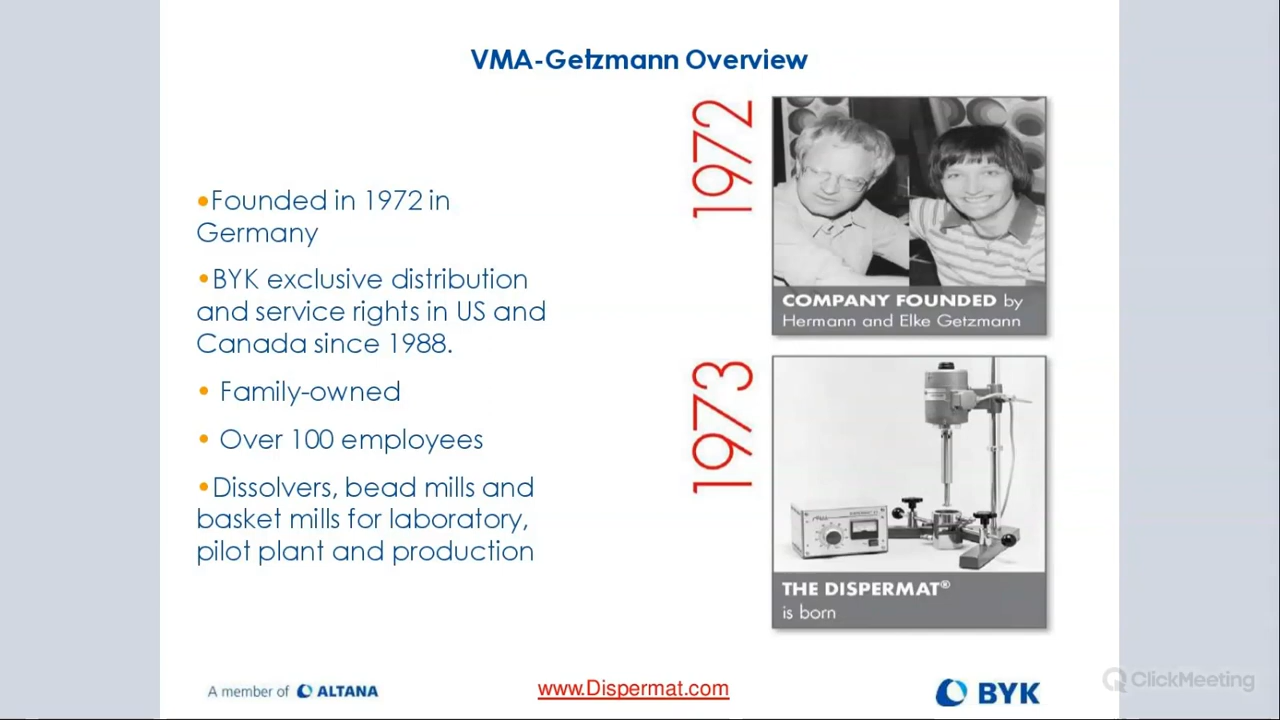 VMA-Getzmann Overview
•Founded in 1972 in
Germany
•BYK exclusive distribution
and service rights in US and
Canada since 1988.
• Family-owned
• Over 100 employees
•Dissolvers, bead mills and
basket mills for laboratory,
pilot plant and production
1972
COMPANY FOUNDED by
Hermann and Elke Getzmann
1973
THE DISPERMAT®
is born
A member of ALTANA
www.Dispermat.com
BYK
ClickMeeting